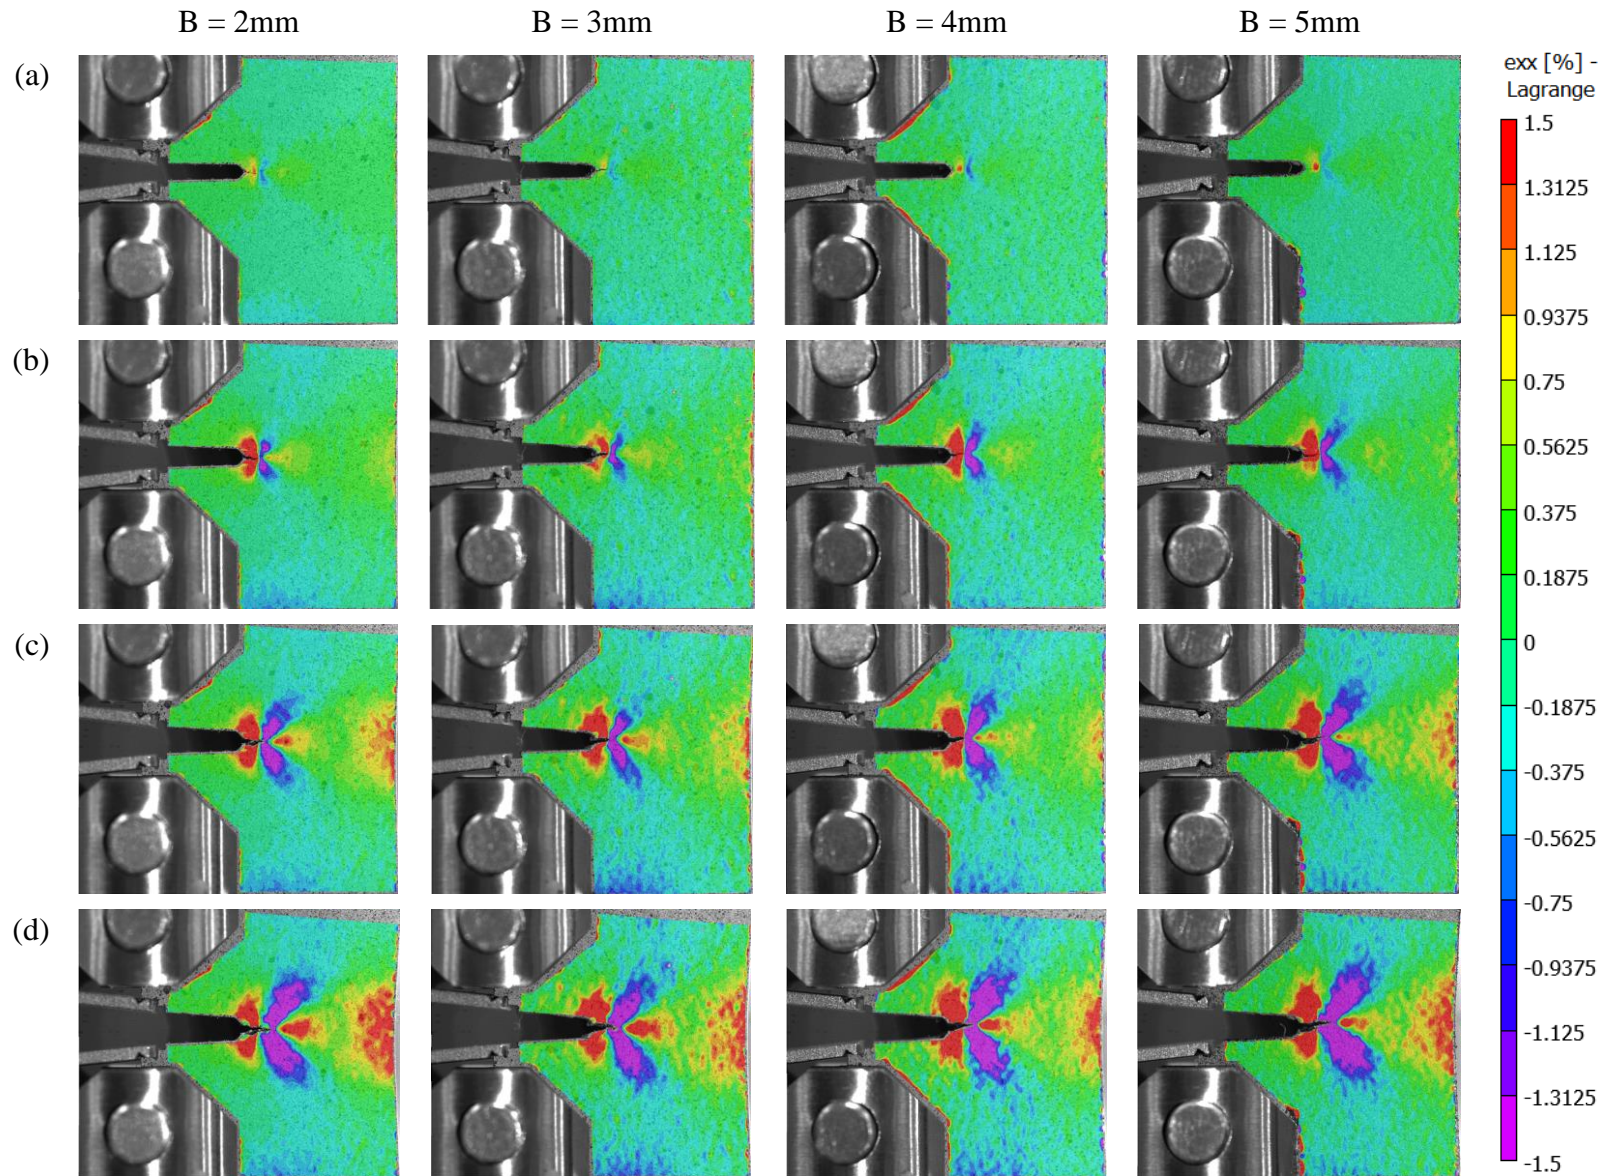 B = 2mm
B = 3mm
B = 4mm
B = 5mm
(a)
(b)
(c)
(d)
exx [%] -
Lagrange
1.5
1.3125
1.125
0.9375
0.75
0.5625
0.375
0.1875
0
-0.1875
-0.375
-0.5625
-0.75
-0.9375
-1.125
-1.3125
-1.5